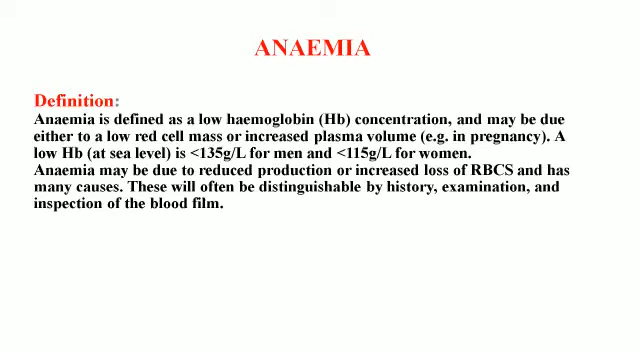 ANAEMIA
Definition:
Anaemia is defined as a low haemoglobin (Hb) concentration, and may be due
either to a low red cell mass or increased plasma volume (e.g. in pregnancy). A
low Hb (at sea level) is <135g/L for men and <115g/L for women.
Anaemia may be due to reduced production or increased loss of RBCS and has
many causes. These will often be distinguishable by history, examination, and
inspection of the blood film.